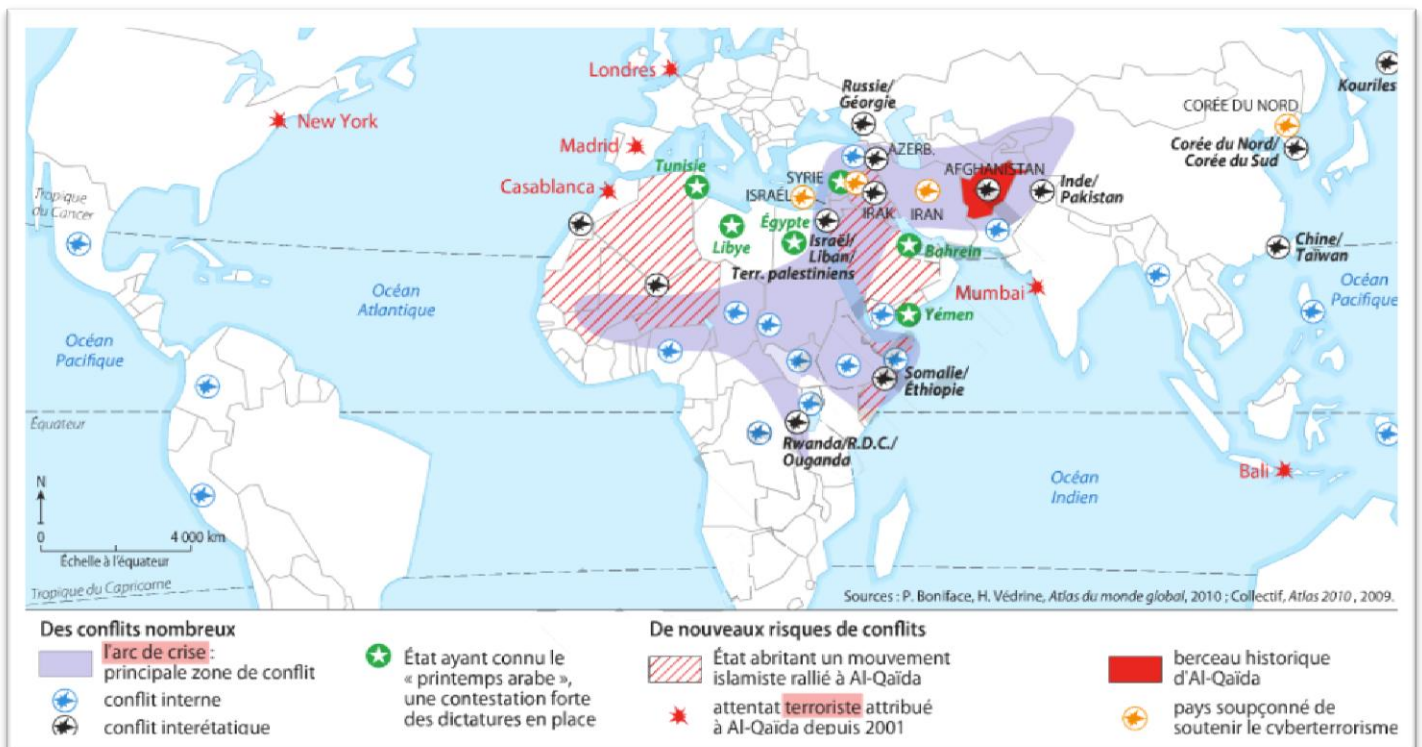 Londres
New York
Madrid
Casablanca
Tunisie
Russie/
Géorgie
AZERB.
SYRIE
ISRAËL
IRAK
IRAN
AFGHANISTAN
Inde/
Pakistan
CORÉE DU NORD
Corée du Nord/
Corée du Sud
Kouriles
Chine/
Taïwan
Libye
Égypte
Israël/
Liban/
Terr. palestiniens
Bahreïn
Yémen
Mumbai
Somalie/
Éthiopie
Rwanda/R.D.C./
Ouganda
Bali
Tropique
du Cancer
Océan
Atlantique
Océan
Pacifique
Océan
Pacifique
Océan
Indien
Équateur
N
0
4 000 km
Échelle à l'équateur
Tropique du Capricorne
Sources : P. Boniface, H. Védrine, Atlas du monde global, 2010 ; Collectif, Atlas 2010, 2009.
Des conflits nombreux
l'arc de crise :
principale zone de conflit
conflit interne
conflit interétatique
État ayant connu le
« printemps arabe »,
une contestation forte
des dictatures en place
De nouveaux risques de conflits
État abritant un mouvement
islamiste rallié à Al-Qaïda
attentat terroriste attribué
à Al-Qaïda depuis 2001
berceau historique
d'Al-Qaïda
pays soupçonné de
soutenir le cyberterrorisme